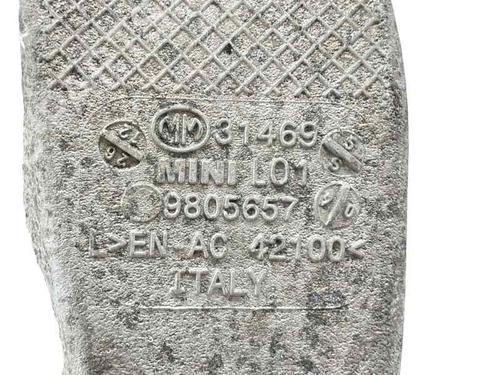 31469
MINI L01
9805657
L>EN AC 42100<
ITALY